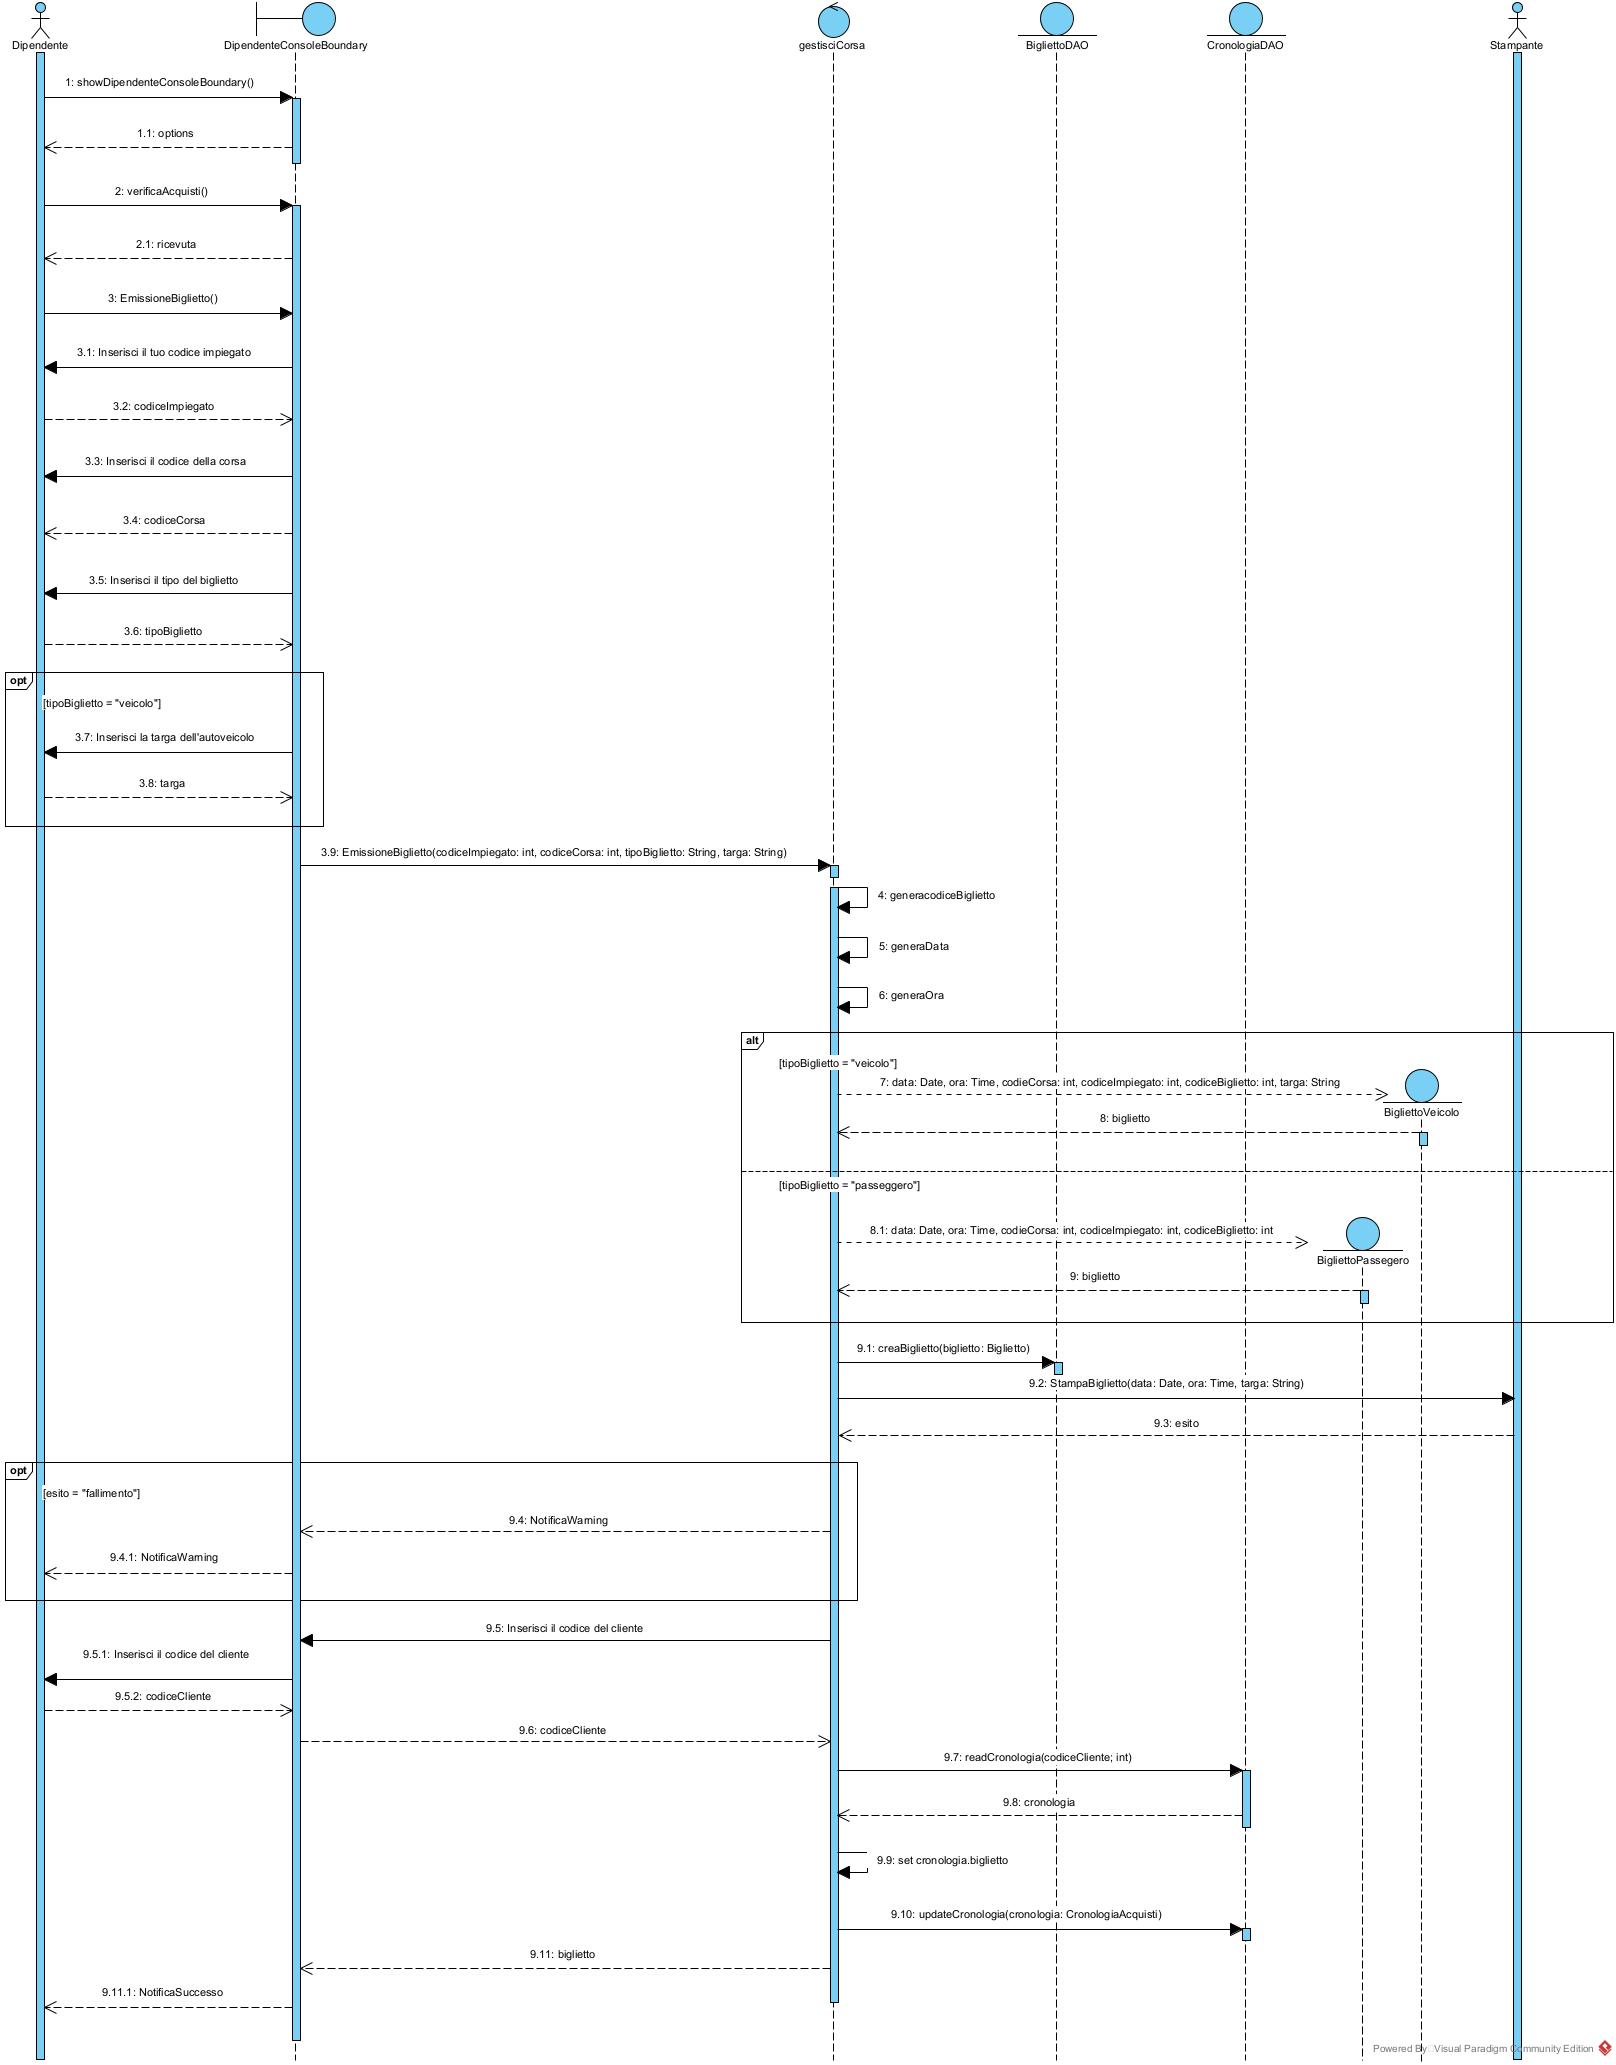 Dipendente
DipendenteConsoleBoundary
gestisciCorsa
BigliettoDAO
CronologiaDAO
Stampante
1: showDipendenteConsoleBoundary()
1.1: options
2: verificaAcquisti()
2.1: ricevuta
3: EmissioneBiglietto()
3.1: Inserisci il tuo codice impiegato
3.2: codiceImpiegato
3.3: Inserisci il codice della corsa
3.4: codiceCorsa
3.5: Inserisci il tipo del biglietto
3.6: tipoBiglietto
opt
[tipoBiglietto = "veicolo"]
3.7: Inserisci la targa dell'autoveicolo
3.8: targa
3.9: EmissioneBiglietto(codiceImpiegato: int, codiceCorsa: int, tipoBiglietto: String, targa: String)
4: generacodiceBiglietto
5: generaData
6: generaOra
alt
[tipoBiglietto = "veicolo"]
7: data: Date, ora: Time, codieCorsa: int, codiceImpiegato: int, codiceBiglietto: int, targa: String
BigliettoVeicolo
8: biglietto
[tipoBiglietto = "passeggero"]
8.1: data: Date, ora: Time, codieCorsa: int, codiceImpiegato: int, codiceBiglietto: int
BigliettoPassegero
9: biglietto
9.1: creaBiglietto(biglietto: Biglietto)
9.2: StampaBiglietto(data: Date, ora: Time, targa: String)
9.3: esito
opt
[esito = "fallimento"]
9.4: NotificaWarning
9.4.1: NotificaWarning
9.5: Inserisci il codice del cliente
9.5.1: Inserisci il codice del cliente
9.5.2: codiceCliente
9.6: codiceCliente
9.7: readCronologia(codiceCliente; int)
9.8: cronologia
9.9: set cronologia.biglietto
9.10: updateCronologia(cronologia: CronologiaAcquisti)
9.11: biglietto
9.11.1: NotificaSuccesso
Powered By Visual Paradigm Community Edition